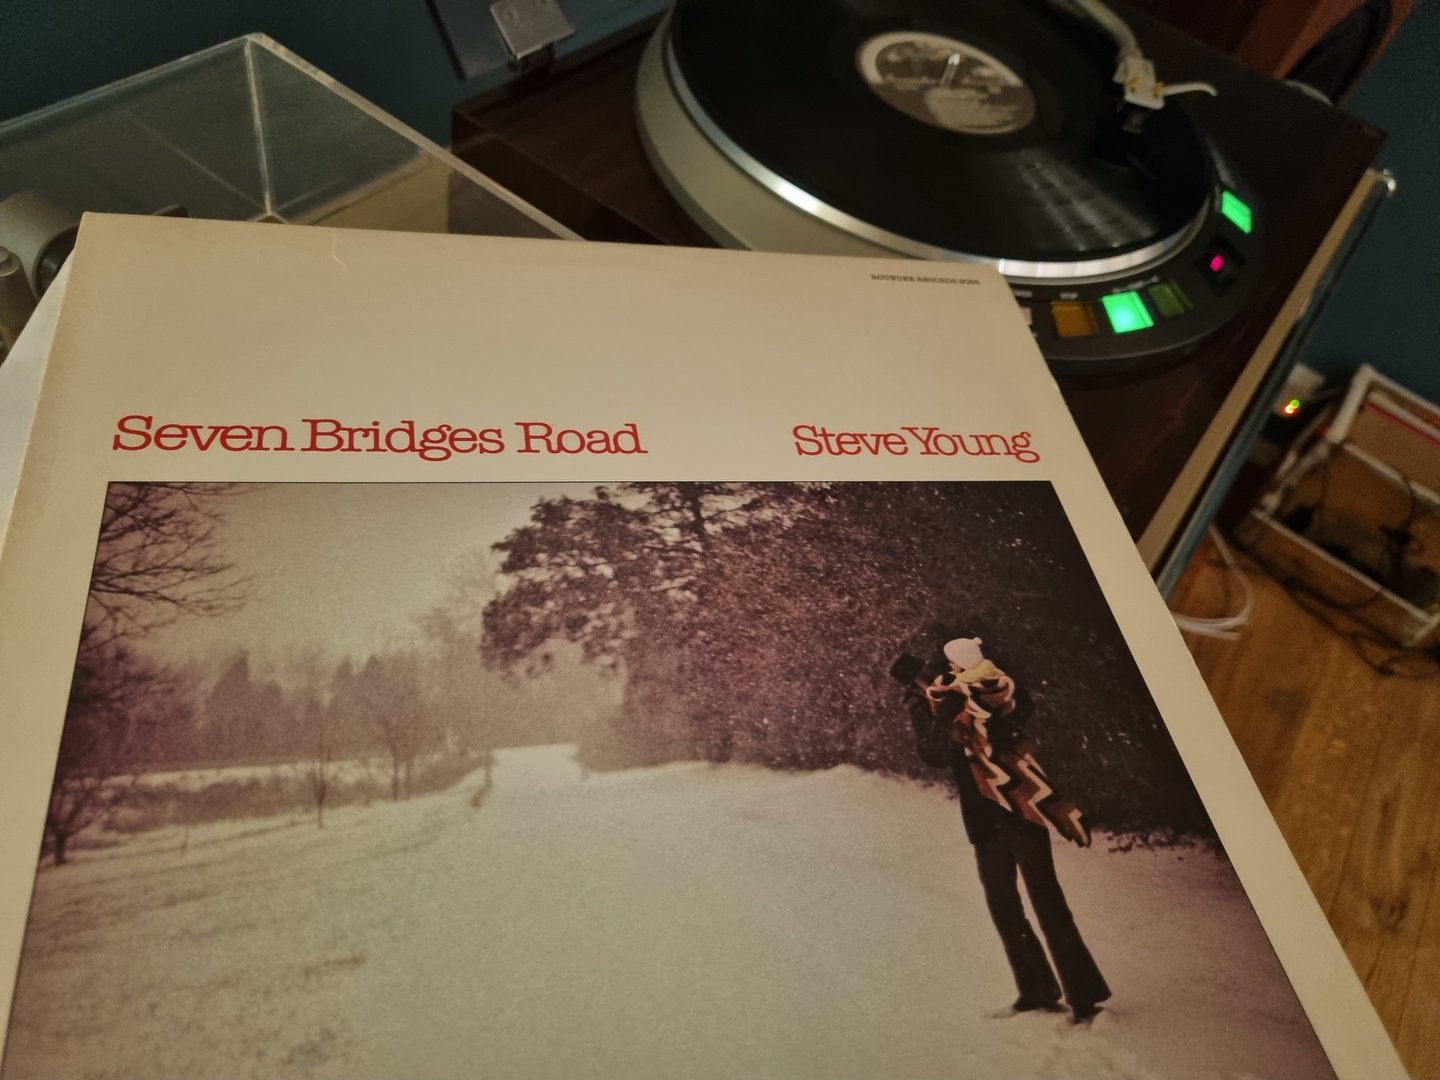 ROUNDER RECORDS 3058
Seven Bridges Road Steve Young
STOP